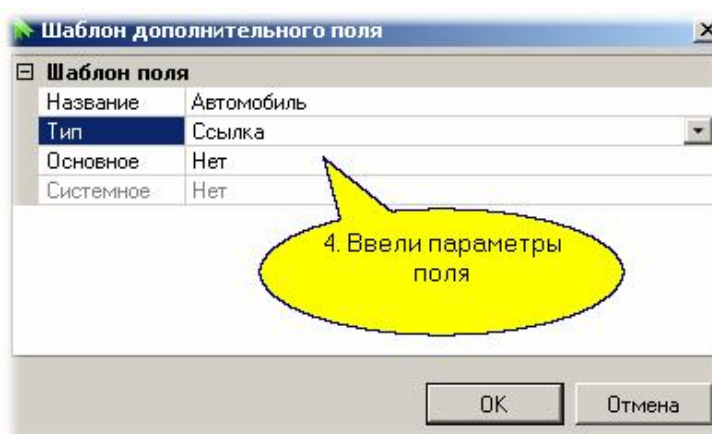 Шаблон дополнительного поля
Шаблон поля
Название Автомобиль
Тип Ссылка
Основное Нет
Системное Нет
4. Ввели параметры
поля
OK Отмена